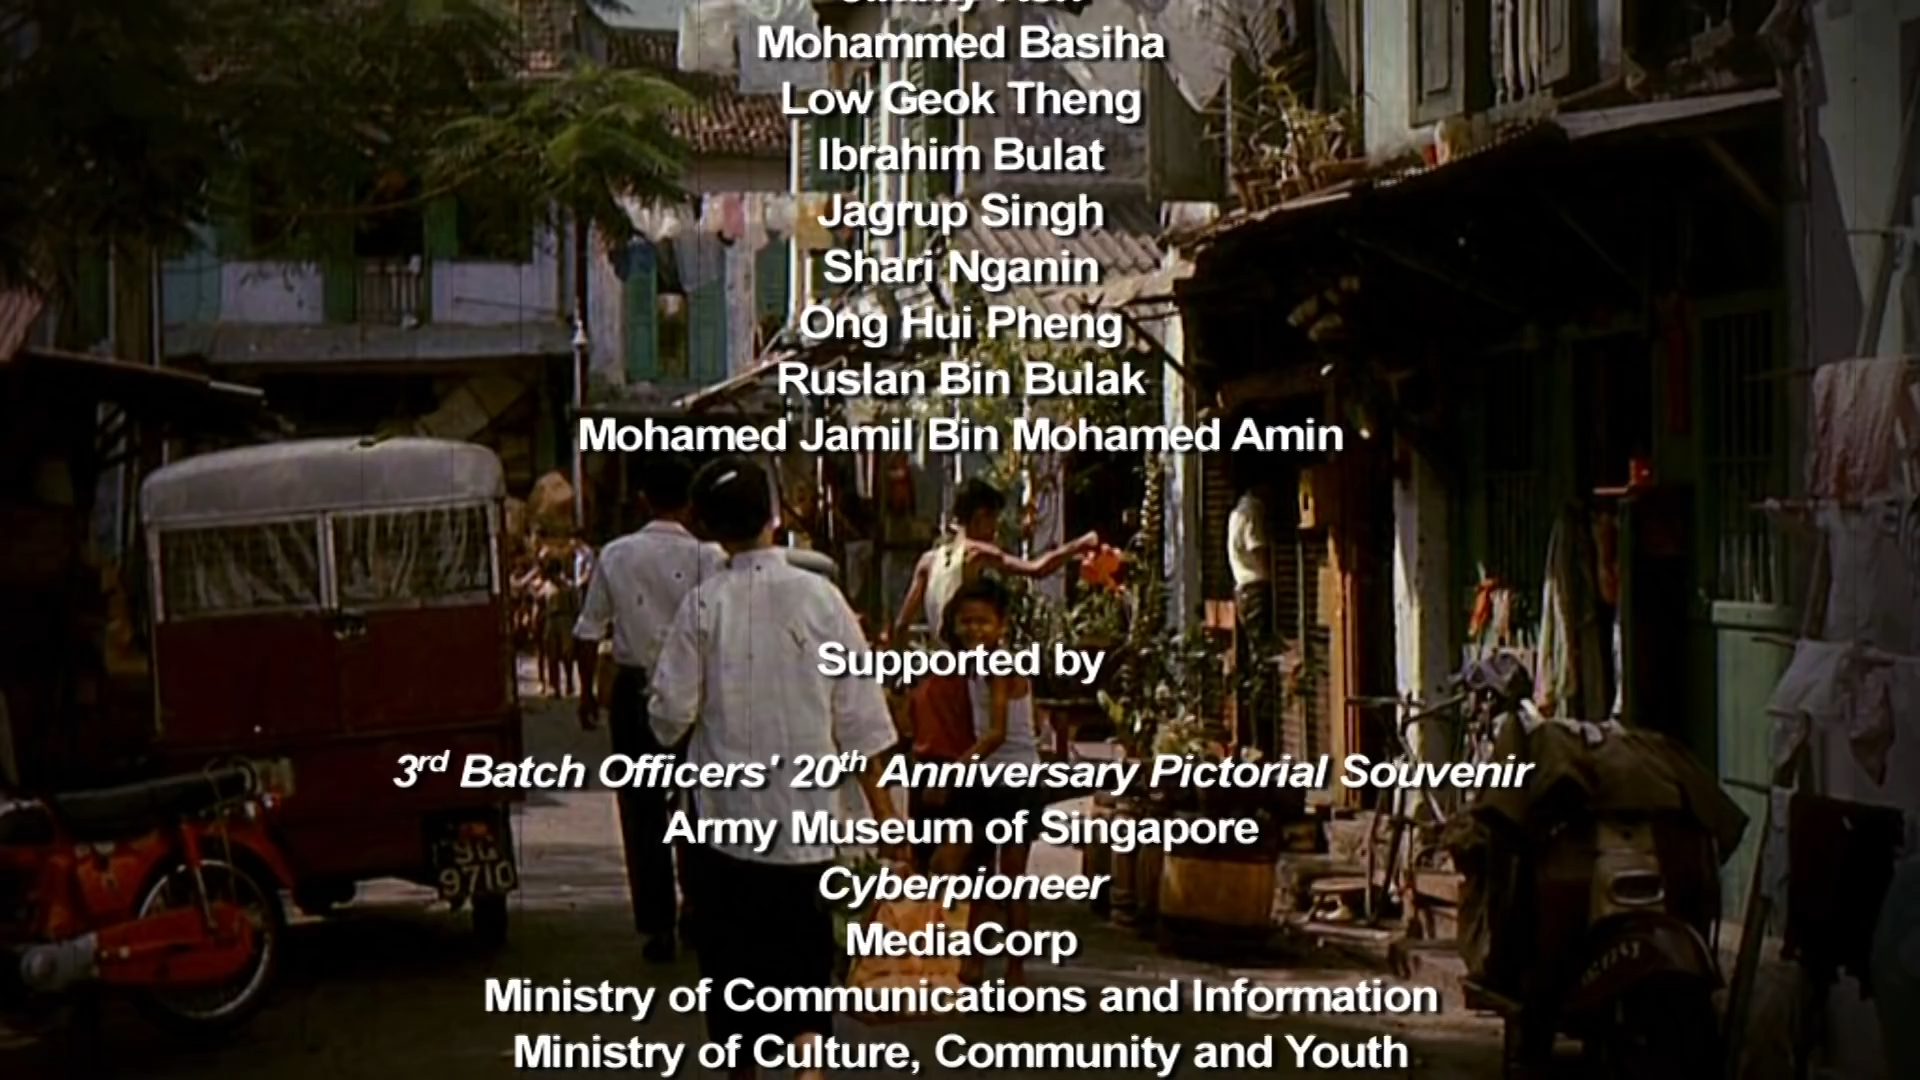 Mohammed Basiha
Low Geok Theng
Ibrahim Bulat
Jagrup Singh
Shari Nganin
Ong Hui Pheng
Ruslan Bin Bulak
Mohamed Jamil Bin Mohamed Amin
Supported by
3rd Batch Officers' 20th Anniversary Pictorial Souvenir
Army Museum of Singapore
Cyberpioneer
9710
MediaCorp
Ministry of Communications and Information
Ministry of Culture, Community and Youth